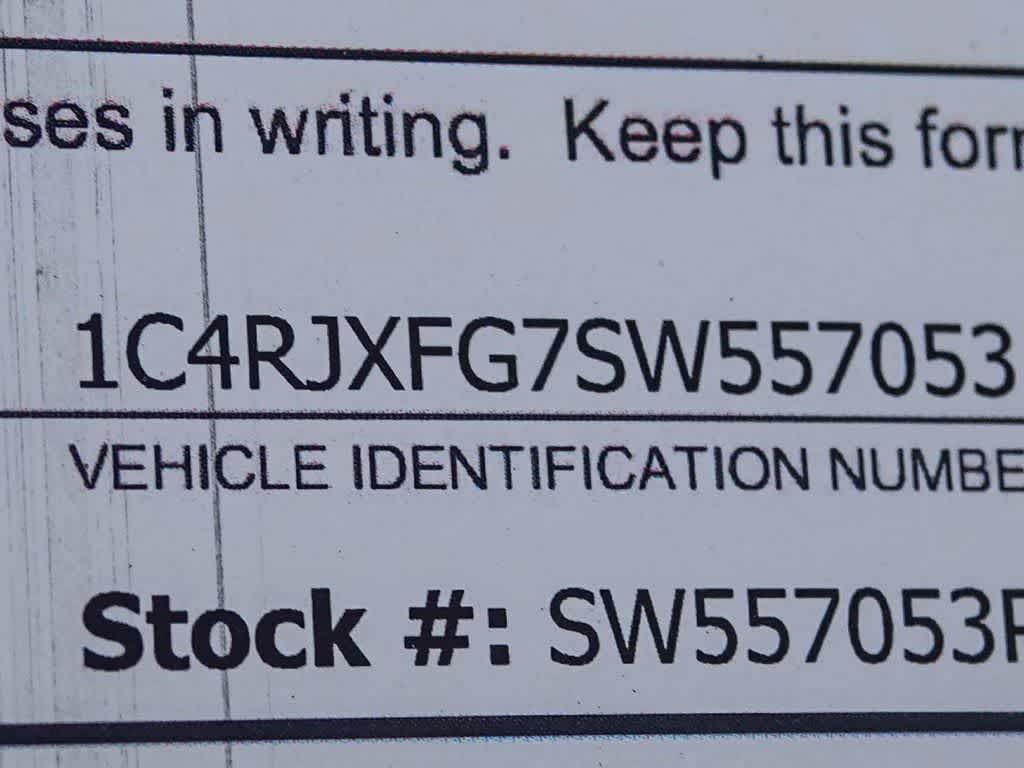 ses in writing. Keep this for
1C4RJXFG7SW557053
VEHICLE IDENTIFICATION NUMBE
Stock #: SW557053